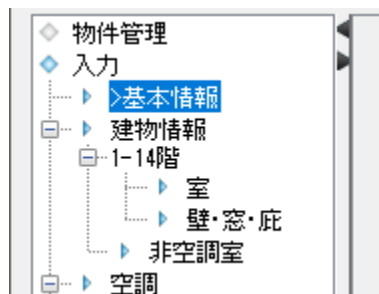 物件管理
入力
>基本情報
建物情報
1-14階
室
壁・窓・庇
非空調室
空調